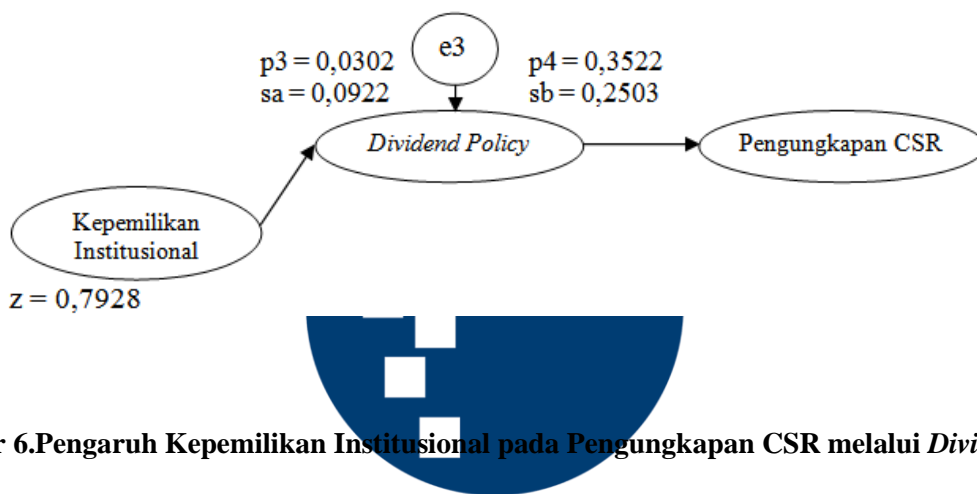 e3
p3 = 0,0302
sa = 0,0922
p4 = 0,3522
sb = 0,2503
Dividend Policy
Pengungkapan CSR
Kepemilikan
Institusional
z = 0,7928
6.Pengaruh Kepemilikan Institusional pada Pengungkapan CSR melalui